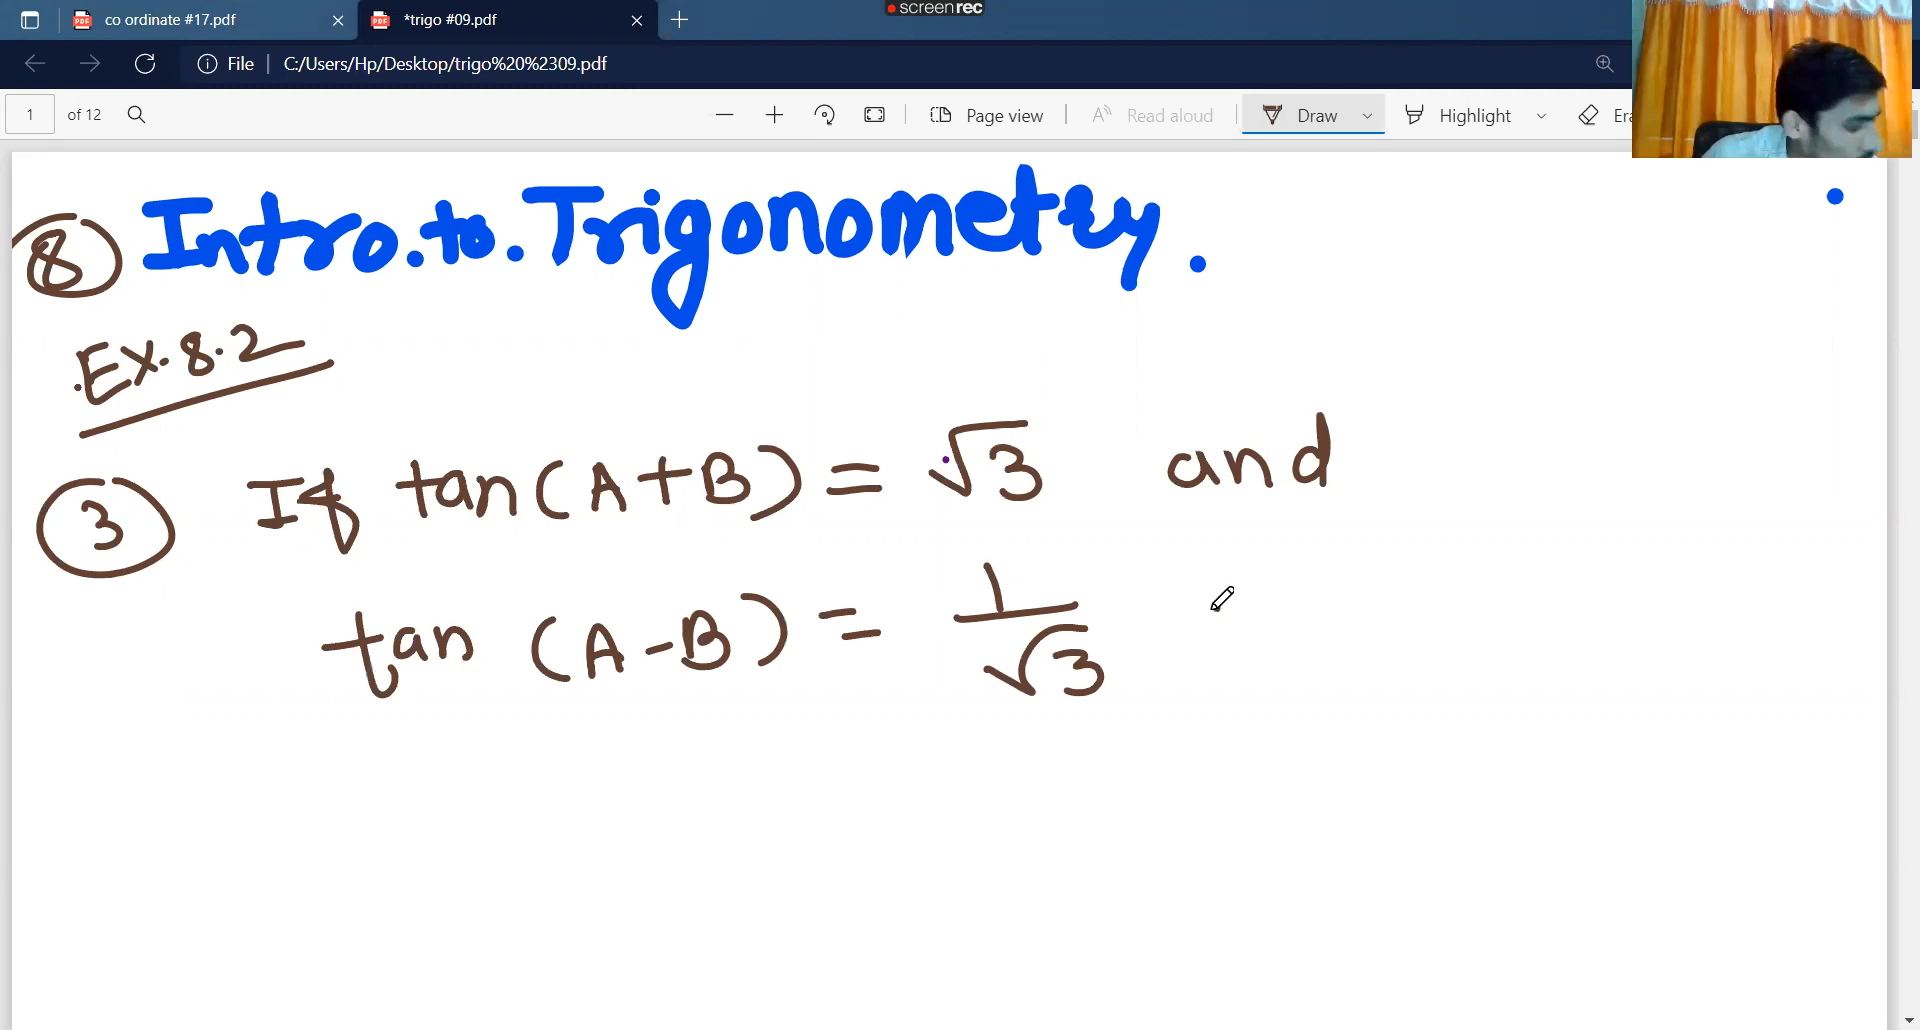 co ordinate #17.pdf
*trigo #09.pdf
screenrec
File
C:/Users/Hp/Desktop/trigo%20%2309.pdf
1 of 12
Page view
Read aloud
Draw
Highlight
8 Intro.to.Trigonometry.
.EX.8.2
3 If tan(A+B) = √3 and
tan (A-B) = 1/√3